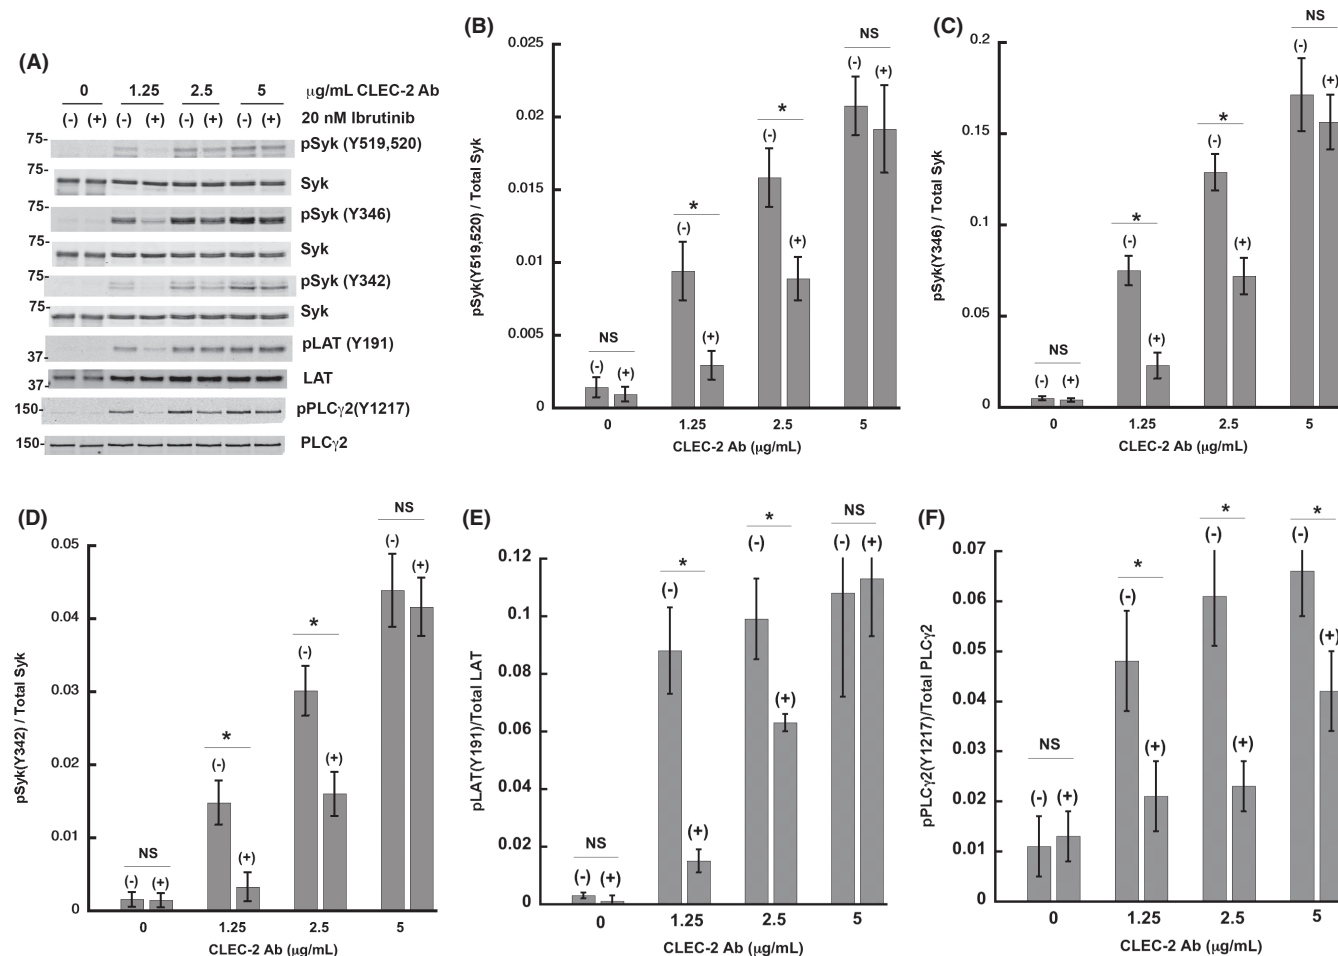 (A)
0 1.25 2.5 5 μg/mL CLEC-2 Ab
(-) (+) (-) (+) (-) (+) (-) (+) 20 nM Ibrutinib
75- pSyk (Y519,520)
75- Syk
75- pSyk (Y346)
75- Syk
75- pSyk (Y342)
75- Syk
37- pLAT (Y191)
37- LAT
150- pPLCγ2(Y1217)
150- PLCγ2
(B)
pSyk(Y519,520) / Total Syk
0.025
0.02
0.015
0.01
0.005
0
NS
(-) (+)
*
(-)
(+)
*
(-)
(+)
NS
(-) (+)
0 1.25 2.5 5
CLEC-2 Ab (μg/mL)
(C)
pSyk(Y346) / Total Syk
0.2
0.15
0.1
0.05
0
NS
(-) (+)
*
(-)
(+)
*
(-)
(+)
NS
(-)
(+)
0 1.25 2.5 5
CLEC-2 Ab (μg/mL)
(D)
pSyk(Y342) / Total Syk
0.05
0.04
0.03
0.02
0.01
0
NS
(-) (+)
*
(-)
(+)
*
(-)
(+)
NS
(-)
(+)
0 1.25 2.5 5
CLEC-2 Ab (μg/mL)
(E)
pLAT(Y191)/Total LAT
0.12
0.1
0.08
0.06
0.04
0.02
0
NS
(-) (+)
*
(-)
(+)
*
(-)
(+)
NS
(-) (+)
0 1.25 2.5 5
CLEC-2 Ab (μg/mL)
(F)
pPLCγ2(Y1217)/Total PLCγ2
0.07
0.06
0.05
0.04
0.03
0.02
0.01
0
NS
(-) (+)
*
(-)
(+)
*
(-)
(+)
*
(-)
(+)
0 1.25 2.5 5
CLEC-2 Ab (μg/mL)